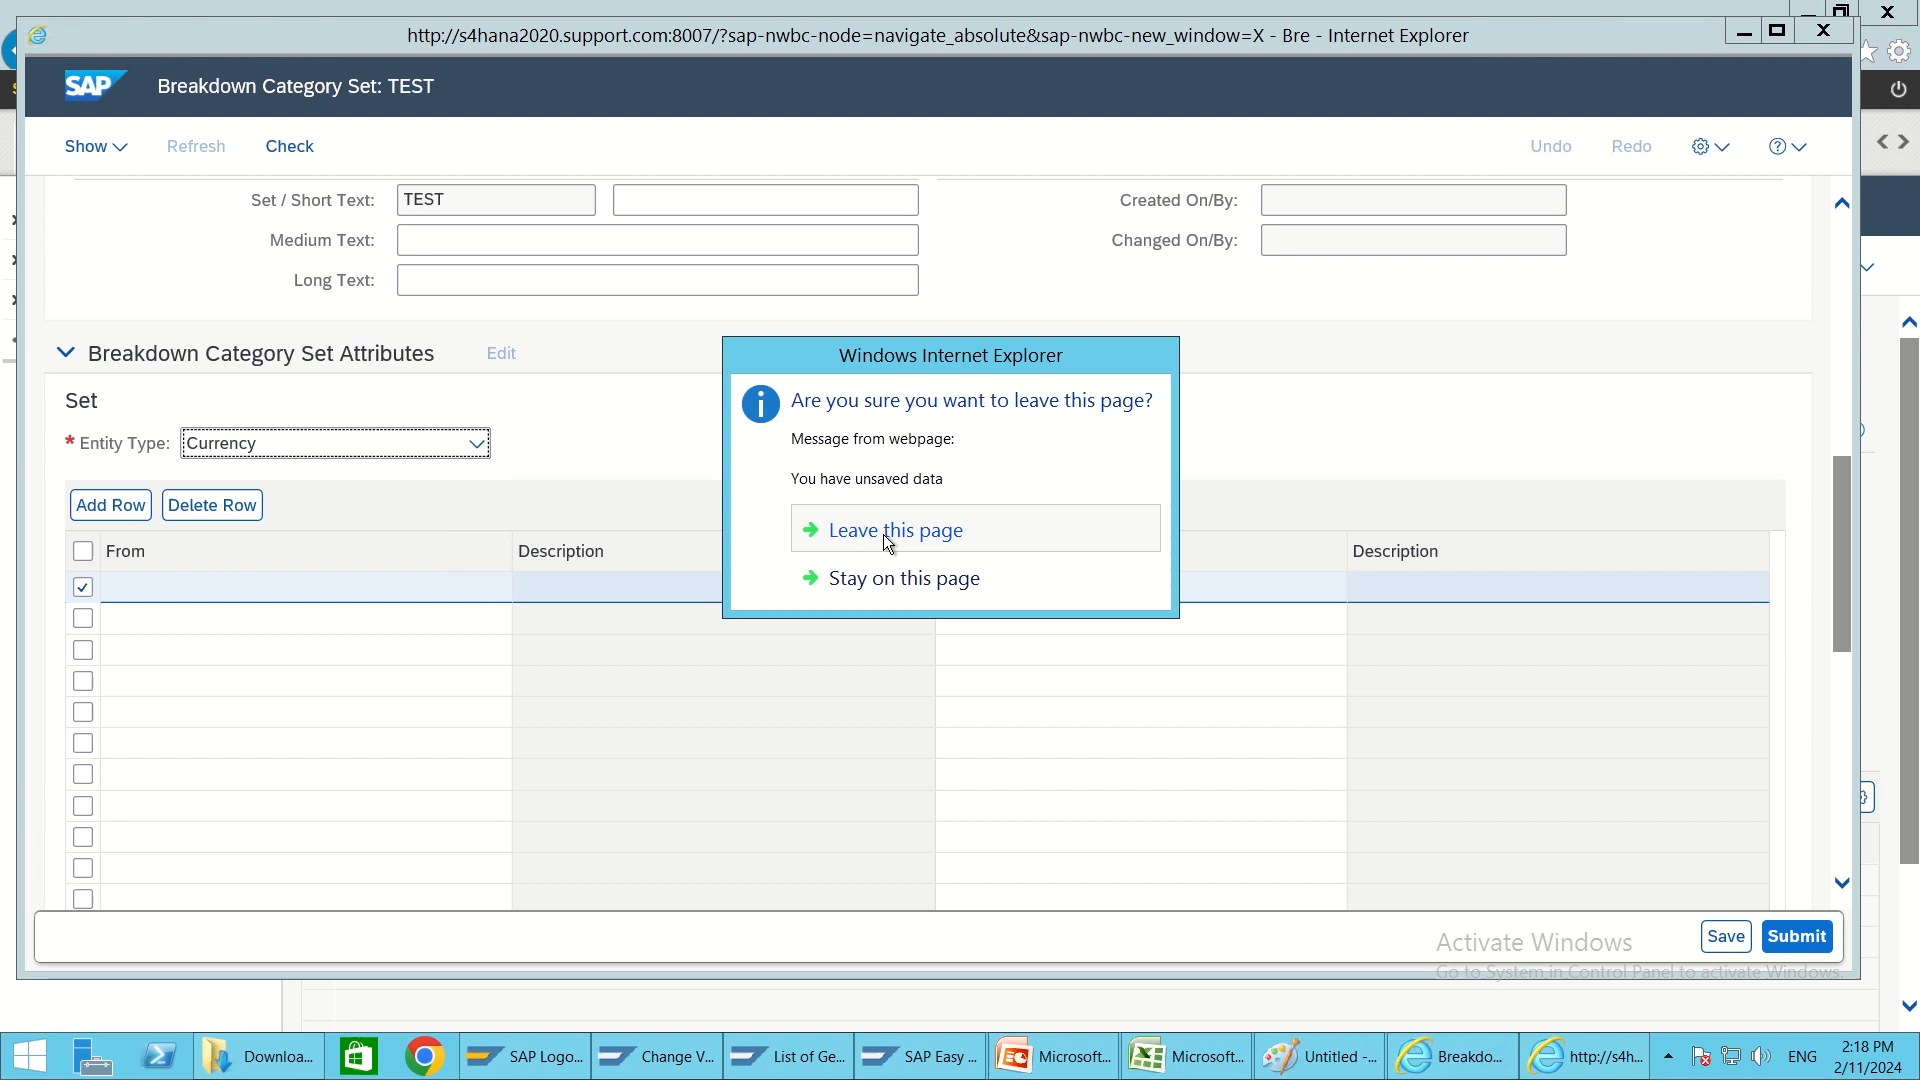 http://s4hana2020.support.com:8007/?sap-nwbc-node=navigate_absolute&sap-nwbc-new_window=X - Bre - Internet Explorer
SAP Breakdown Category Set: TEST
Show Refresh Check Undo Redo
Set / Short Text: TEST Created On/By:
Medium Text: Changed On/By:
Long Text:
Breakdown Category Set Attributes Edit
Windows Internet Explorer
Are you sure you want to leave this page?
Message from webpage:
You have unsaved data
Leave this page
Stay on this page
Set
* Entity Type: Currency
Add Row Delete Row
From Description Description
Save Submit
Activate Windows
Go to System in Control Panel to activate Windows.
Downloa... SAP Logo... Change V... List of Ge... SAP Easy ... Microsoft... Microsoft... Untitled -... Breakdo... http://s4h... ENG 2:18 PM
2/11/2024